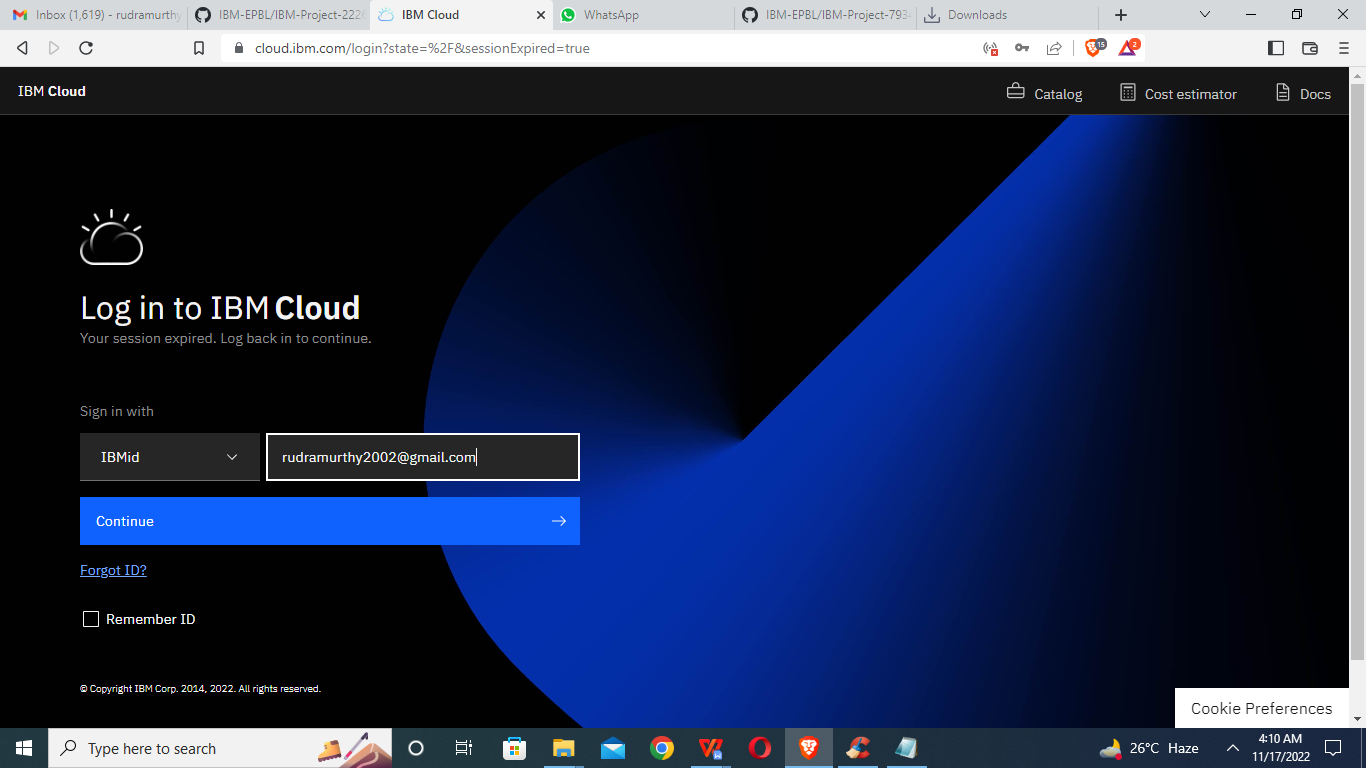 Inbox (1,619) - rudramurthy
IBM-EPBL/IBM-Project-222
IBM Cloud
WhatsApp
IBM-EPBL/IBM-Project-793
Downloads
cloud.ibm.com/login?state=%2F&sessionExpired=true
15
2
IBM Cloud
Catalog
Cost estimator
Docs
Log in to IBM Cloud
Your session expired. Log back in to continue.
Sign in with
IBMid
rudramurthy2002@gmail.com
Continue
Forgot ID?
Remember ID
© Copyright IBM Corp. 2014, 2022. All rights reserved.
Cookie Preferences
Type here to search
26°C Haze
4:10 AM
11/17/2022